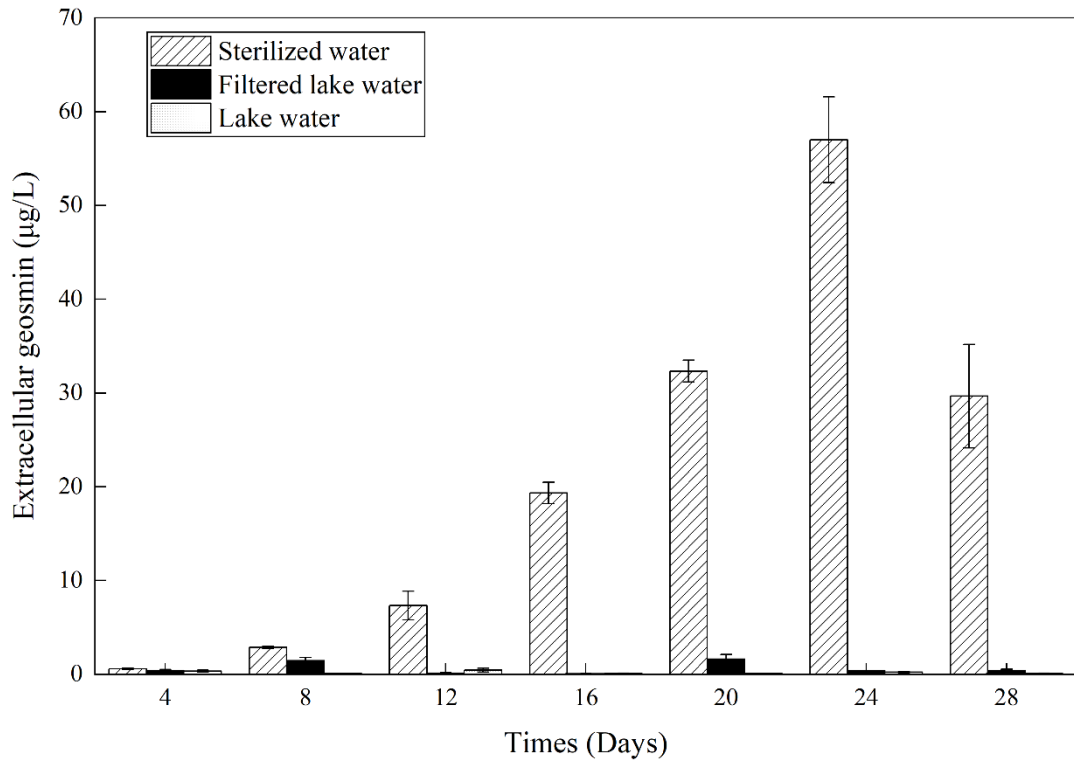 70
60
50
40
30
20
10
0
Extracellular geosmin (μg/L)
Sterilized water
Filtered lake water
Lake water
4 8 12 16 20 24 28
Times (Days)